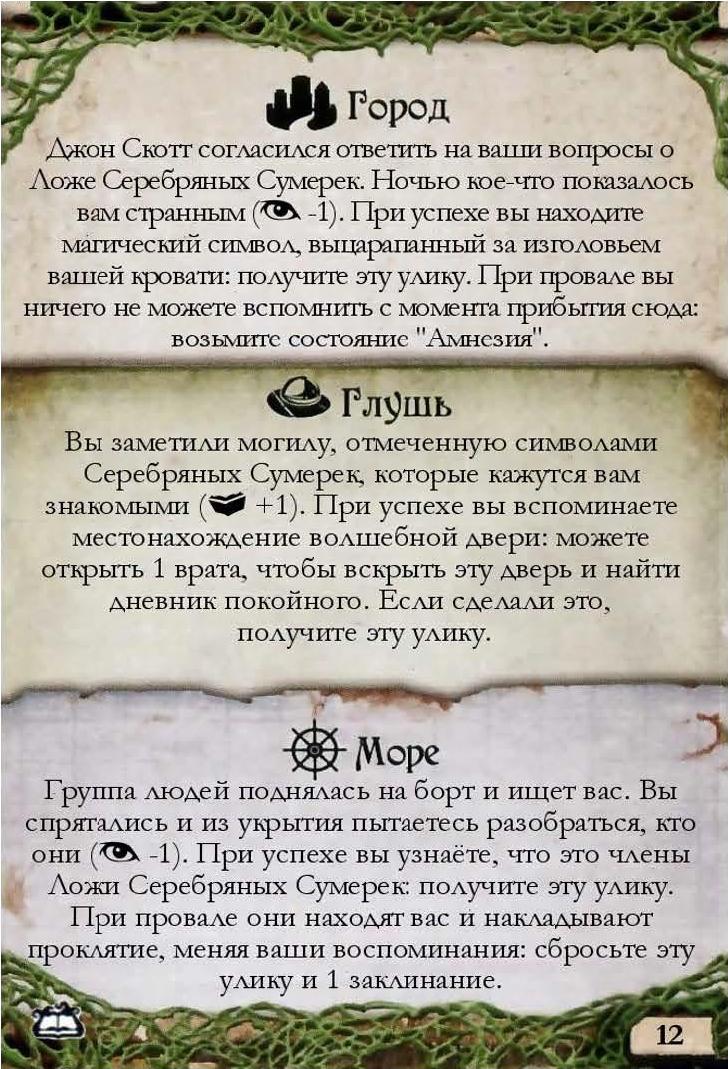 Город
Джон Скотт согласился ответить на ваши вопросы о
Ложе Серебряных Сумерек. Ночью кое-что показалось
вам странным ( -1). При успехе вы находите
магический символ, выцарапанный за изголовьем
вашей кровати: получите эту улику. При провале вы
ничего не можете вспомнить с момента прибытия сюда:
возьмите состояние "Амнезия".
Глушь
Вы заметили могилу, отмеченную символами
Серебряных Сумерек, которые кажутся вам
знакомыми ( +1). При успехе вы вспоминаете
местонахождение волшебной двери: можете
открыть 1 врата, чтобы вскрыть эту дверь и найти
дневник покойного. Если сделали это,
получите эту улику.
Море
Группа людей поднялась на борт и ищет вас. Вы
спрятались и из укрытия пытаетесь разобраться, кто
они ( -1). При успехе вы узнаёте, что это члены
Ложи Серебряных Сумерек: получите эту улику.
При провале они находят вас и накладывают
проклятие, меняя ваши воспоминания: сбросьте эту
улику и 1 заклинание.
12